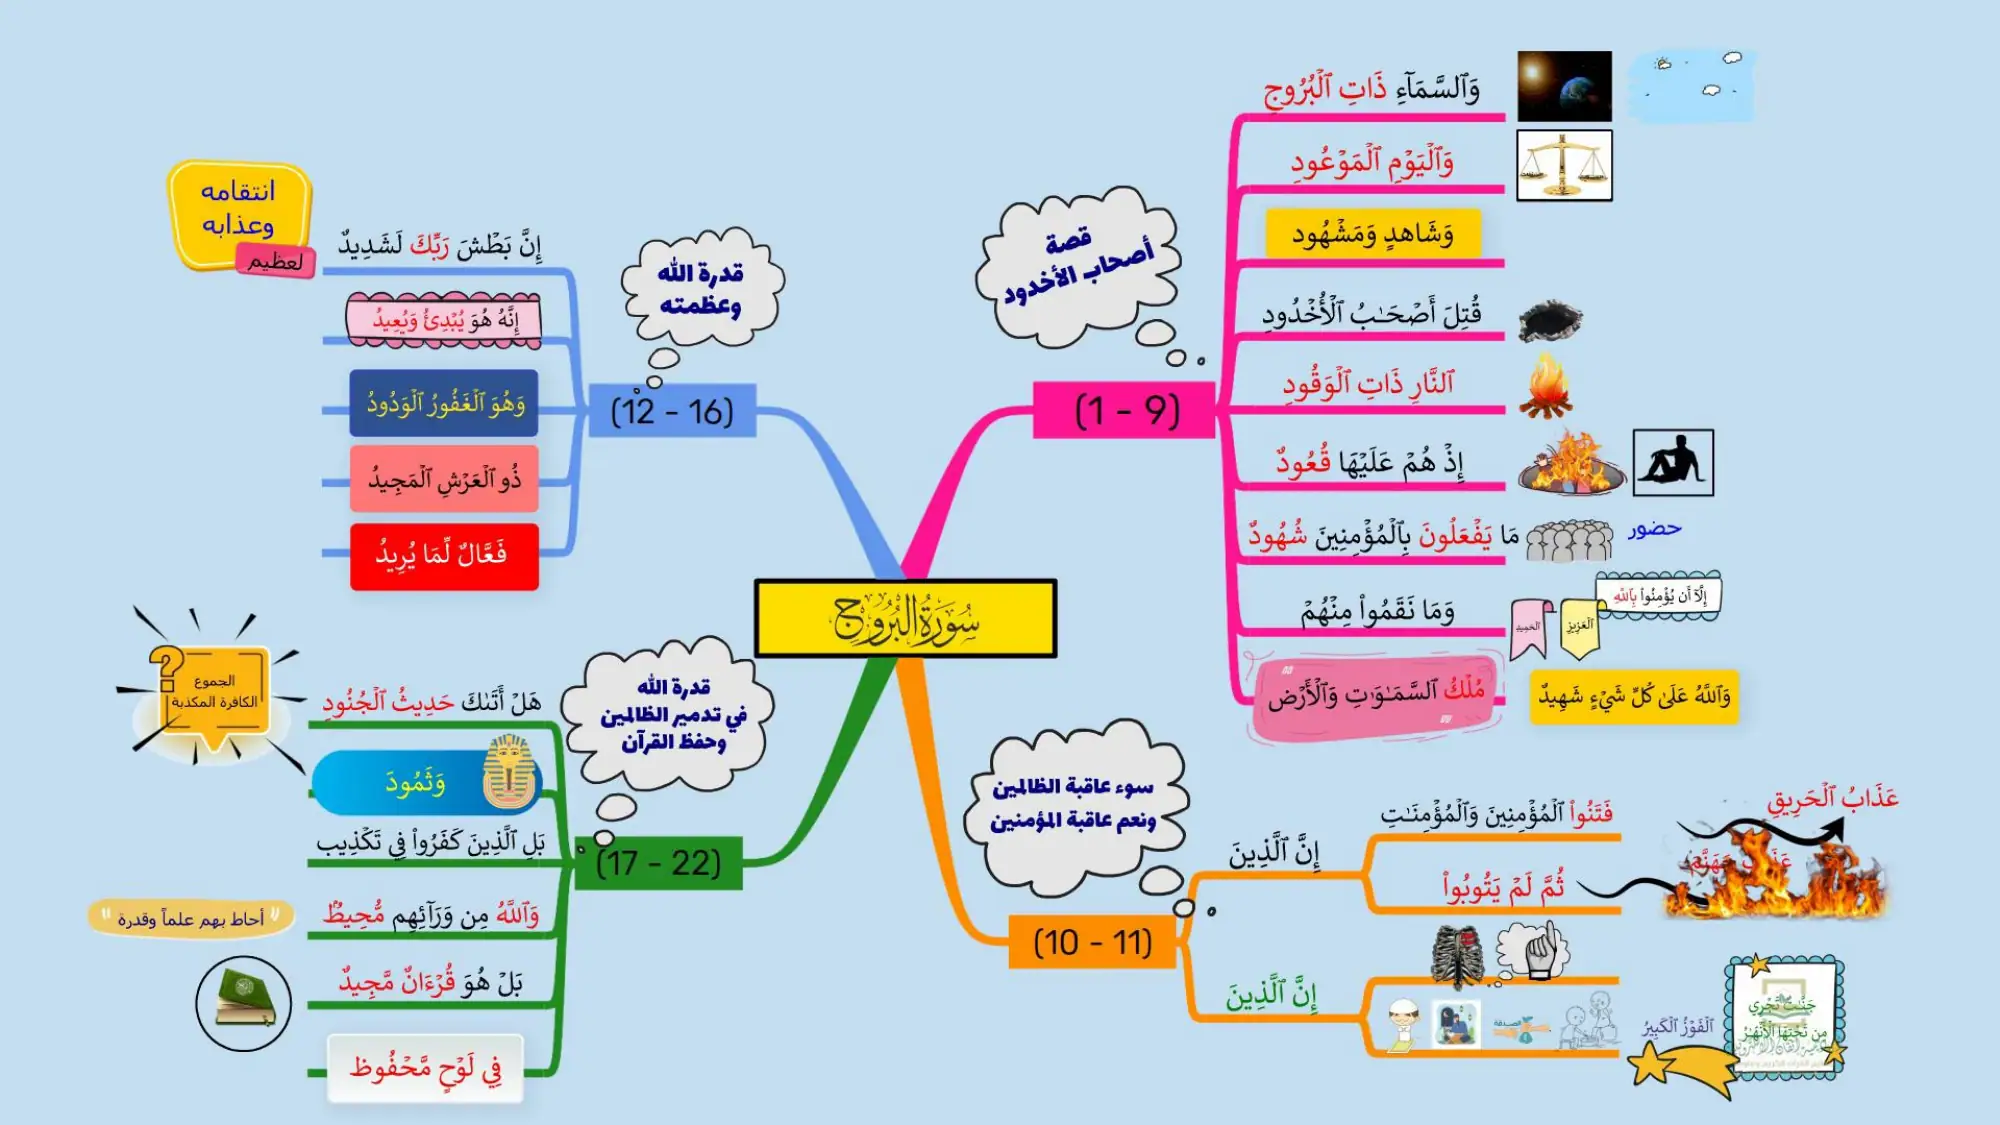 سُورَةُ البُرُوج
قصة
أصحاب الأخدود
(1 - 9)
وَٱلسَّمَآءِ ذَاتِ ٱلۡبُرُوجِ
وَٱلۡيَوۡمِ ٱلۡمَوۡعُودِ
وَشَاهِدٍ وَمَشۡهُود
قُتِلَ أَصۡحَـٰبُ ٱلۡأُخۡدُودِ
ٱلنَّارِ ذَاتِ ٱلۡوَقُودِ
إِذۡ هُمۡ عَلَيۡهَا قُعُودٌ
مَا يَفۡعَلُونَ بِٱلۡمُؤۡمِنِينَ شُهُودٌ
حضور
وَمَا نَقَمُواْ مِنۡهُمۡ
إِلَّآ أَن يُؤۡمِنُواْ بِٱللَّهِ
ٱلۡعَزِيزِ
ٱلۡحَمِيدِ
مُلۡكُ ٱلسَّمَـٰوَٰتِ وَٱلۡأَرۡضِ
وَٱللَّهُ عَلَىٰ كُلِّ شَيۡءٍ شَهِيدٌ
سوء عاقبة الظالمين
ونعم عاقبة المؤمنين
(10 - 11)
إِنَّ ٱلَّذِينَ
فَتَنُواْ ٱلۡمُؤۡمِنِينَ وَٱلۡمُؤۡمِنَـٰتِ
ثُمَّ لَمۡ يَتُوبُواْ
عَذَابُ جَهَنَّمَ
عَذَابُ ٱلۡحَرِيقِ
إِنَّ ٱلَّذِينَ
الصدقة
جَنَّـٰتٌ تَجۡرِي
مِن تَحۡتِهَا ٱلۡأَنۡهَـٰرُ
ٱلۡفَوۡزُ ٱلۡكَبِيرُ
قدرة الله
وعظمته
(12 - 16)
إِنَّ بَطۡشَ رَبِّكَ لَشَدِيدٌ
انتقامه
وعذابه
لعظيم
إِنَّهُ هُوَ يُبۡدِئُ وَيُعِيدُ
وَهُوَ ٱلۡغَفُورُ ٱلۡوَدُودُ
ذُو ٱلۡعَرۡشِ ٱلۡمَجِيدُ
فَعَّالٌ لِّمَا يُرِيدُ
قدرة الله
في تدمير الظالمين
وحفظ القرآن
(17 - 22)
هَلۡ أَتَىٰكَ حَدِيثُ ٱلۡجُنُودِ
الجموع
الكافرة المكذبة
وَثَمُودَ
بَلِ ٱلَّذِينَ كَفَرُواْ فِي تَكۡذِيب
وَٱللَّهُ مِن وَرَآئِهِم مُّحِيطٌ
أحاط بهم علماً وقدرة
بَلۡ هُوَ قُرۡءَانٌ مَّجِيدٌ
فِي لَوۡحٍ مَّحۡفُوظ